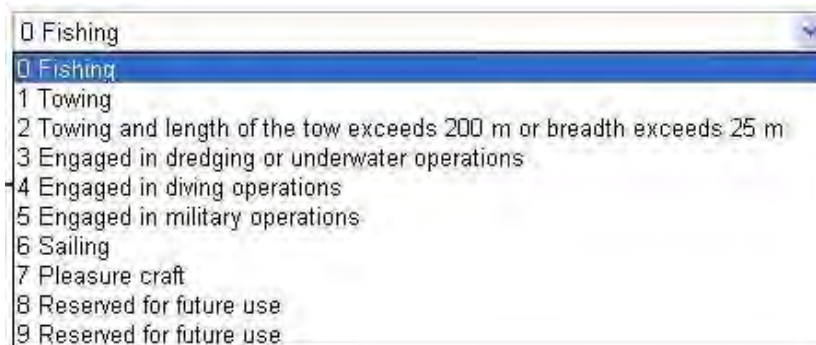 0 Fishing
0 Fishing
1 Towing
2 Towing and length of the tow exceeds 200 m or breadth exceeds 25 m
3 Engaged in dredging or underwater operations
4 Engaged in diving operations
5 Engaged in military operations
6 Sailing
7 Pleasure craft
8 Reserved for future use
9 Reserved for future use